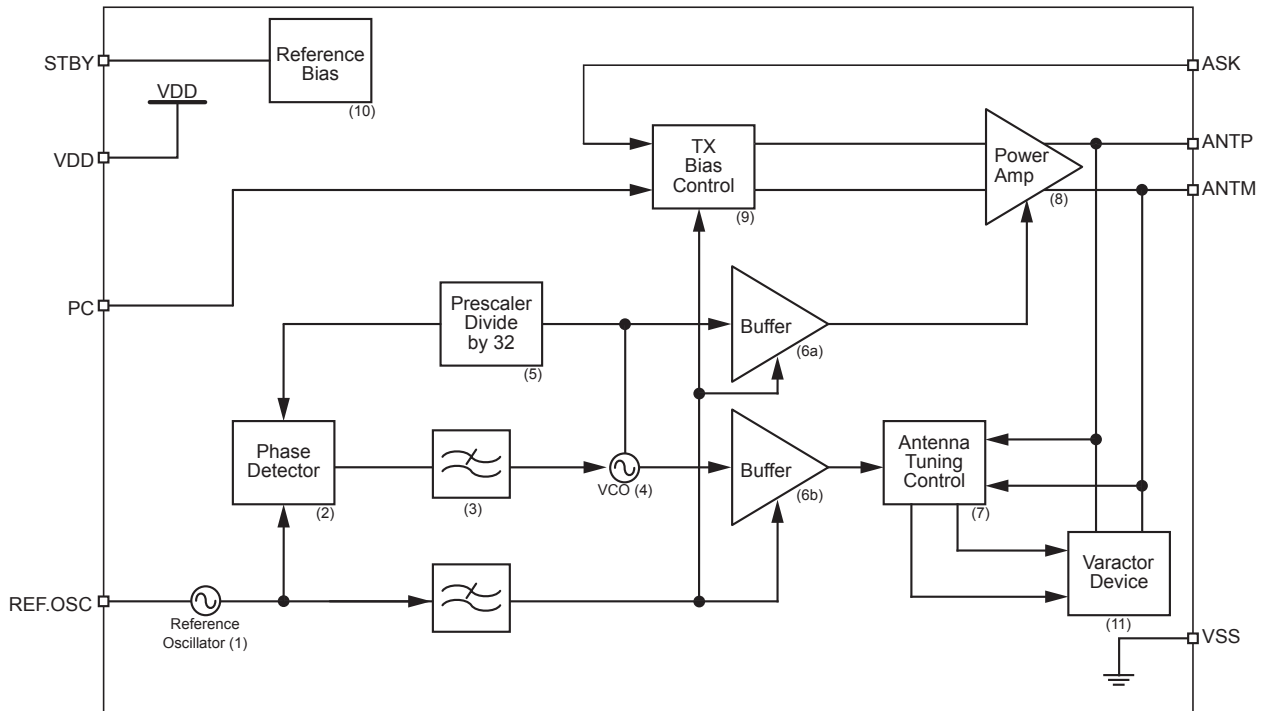 STBY
Reference
Bias
(10)
VDD
VDD
ASK
TX
Bias
Control
(9)
Power
Amp
(8)
ANTP
ANTM
PC
Prescaler
Divide
by 32
(5)
Buffer
(6a)
Phase
Detector
(2)
(3)
VCO (4)
Buffer
(6b)
Antenna
Tuning
Control
(7)
Varactor
Device
(11)
REF.OSC
Reference
Oscillator (1)
VSS